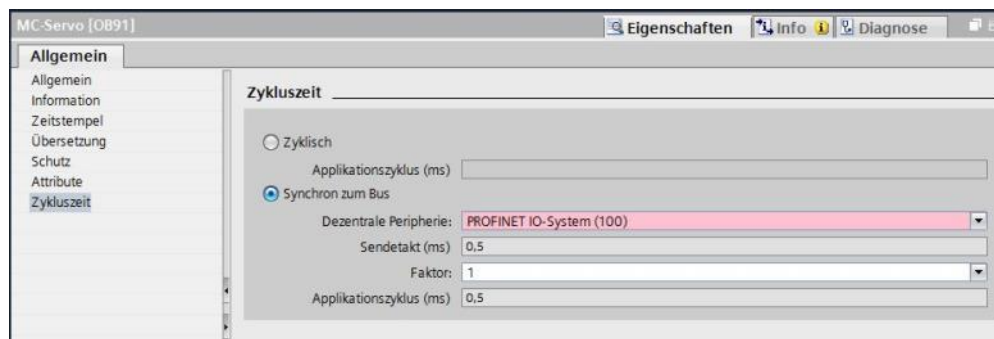 MC-Servo [OB91]
Eigenschaften
Info
Diagnose
Allgemein
Allgemein
Information
Zeitstempel
Übersetzung
Schutz
Attribute
Zykluszeit
Zykluszeit
Zyklisch
Applikationszyklus (ms)
Synchron zum Bus
Dezentrale Peripherie: PROFINET IO-System (100)
Sendetakt (ms) 0,5
Faktor: 1
Applikationszyklus (ms) 0,5